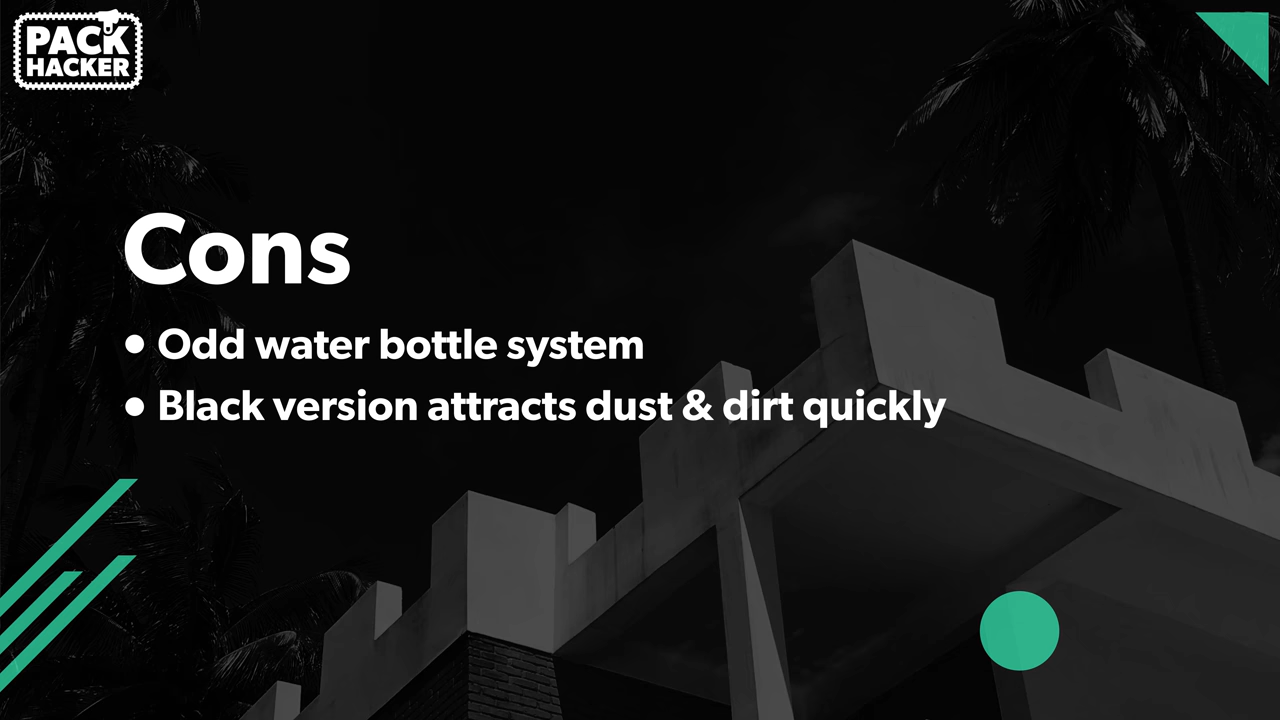 PACK
HACKER
Cons
• Odd water bottle system
• Black version attracts dust & dirt quickly